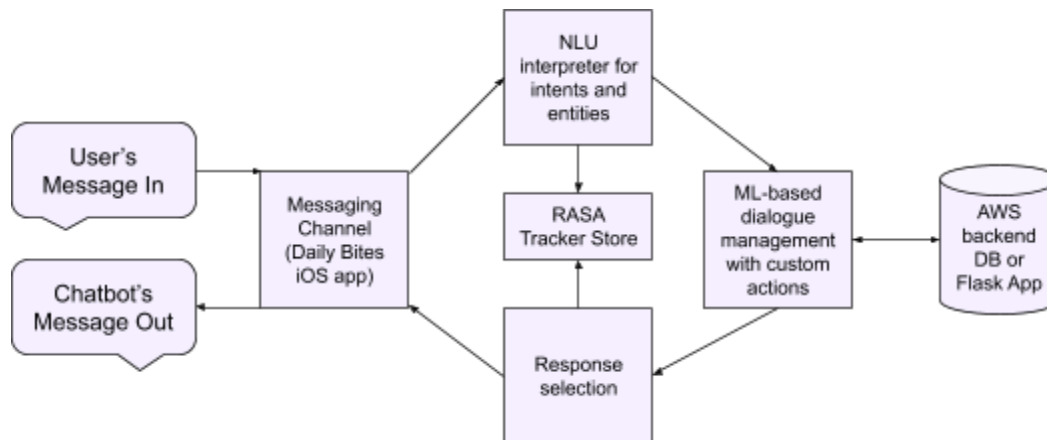 NLU
interpreter for
intents and
entities
User's
Message In
Messaging
Channel
(Daily Bites
iOS app)
RASA
Tracker Store
ML-based
dialogue
management
with custom
actions
AWS
backend
DB or
Flask App
Chatbot's
Message Out
Response
selection